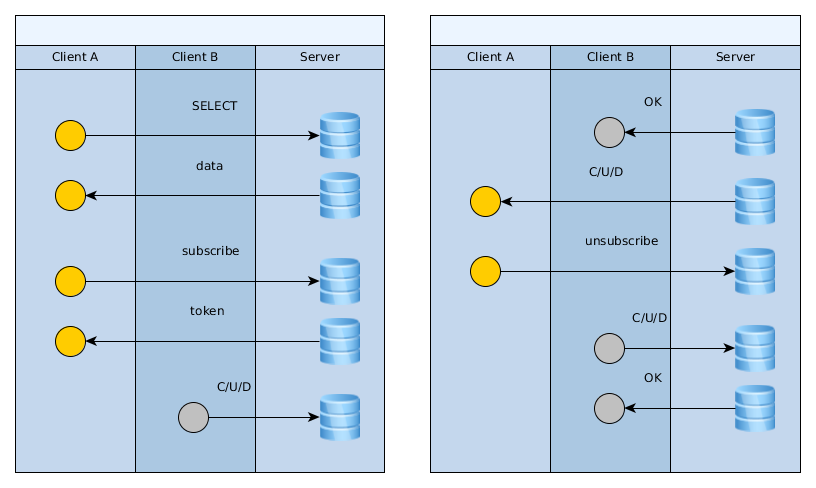 Client A
Client B
Server
SELECT
data
subscribe
token
C/U/D
Client A
Client B
Server
OK
C/U/D
unsubscribe
C/U/D
OK